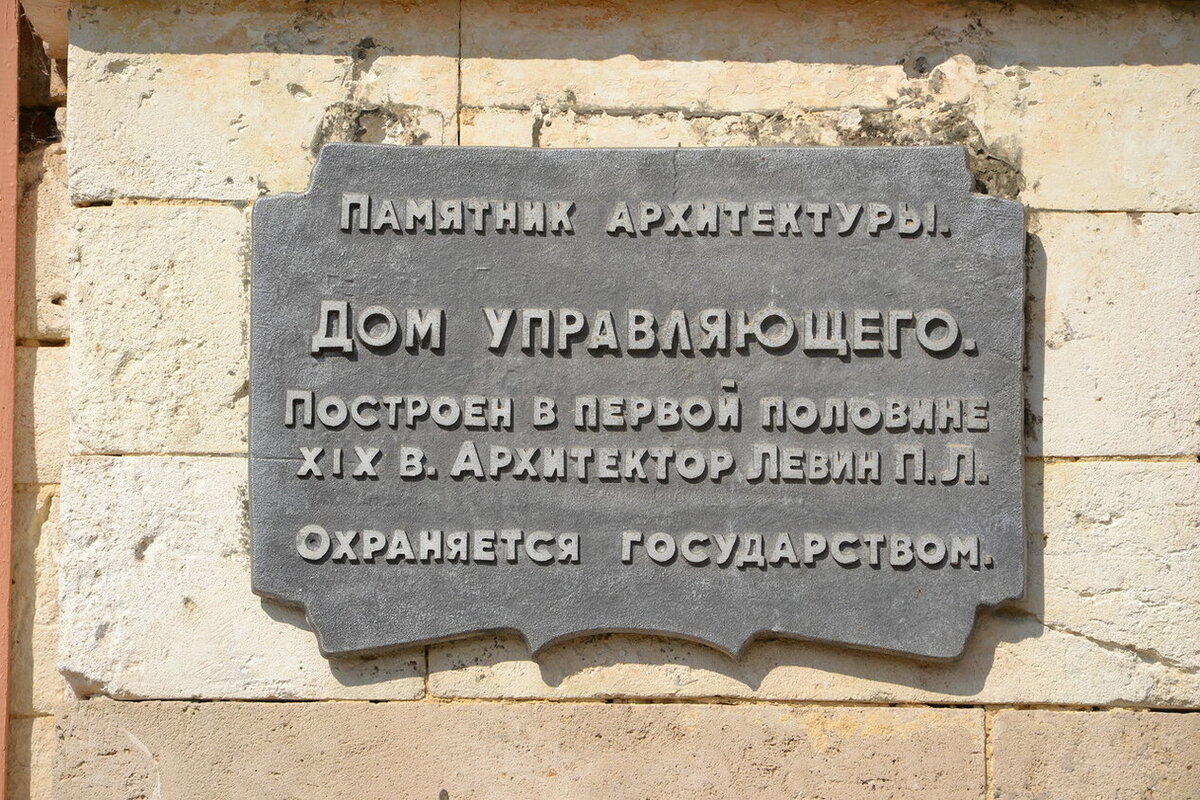 Памятник архитектуры.
Дом управляющего.
Построен в первой половине
XIX в. Архитектор Левин П.Л.
Охраняется государством.